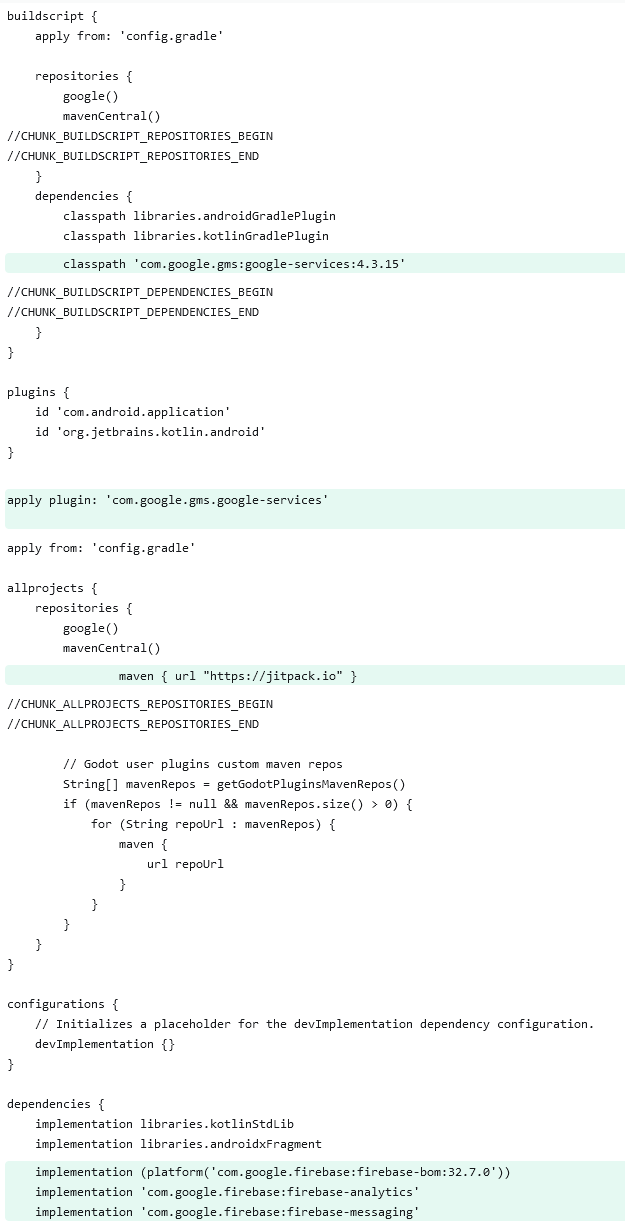 buildscript {
    apply from: 'config.gradle'

    repositories {
        google()
        mavenCentral()
//CHUNK_BUILDSCRIPT_REPOSITORIES_BEGIN
//CHUNK_BUILDSCRIPT_REPOSITORIES_END
    }
    dependencies {
        classpath libraries.androidGradlePlugin
        classpath libraries.kotlinGradlePlugin
        classpath 'com.google.gms:google-services:4.3.15'
//CHUNK_BUILDSCRIPT_DEPENDENCIES_BEGIN
//CHUNK_BUILDSCRIPT_DEPENDENCIES_END
    }
}

plugins {
    id 'com.android.application'
    id 'org.jetbrains.kotlin.android'
}

apply plugin: 'com.google.gms.google-services'

apply from: 'config.gradle'

allprojects {
    repositories {
        google()
        mavenCentral()
                maven { url "https://jitpack.io" }
//CHUNK_ALLPROJECTS_REPOSITORIES_BEGIN
//CHUNK_ALLPROJECTS_REPOSITORIES_END

        // Godot user plugins custom maven repos
        String[] mavenRepos = getGodotPluginsMavenRepos()
        if (mavenRepos != null && mavenRepos.size() > 0) {
            for (String repoUrl : mavenRepos) {
                maven {
                    url repoUrl
                }
            }
        }
    }
}

configurations {
    // Initializes a placeholder for the devImplementation dependency configuration.
    devImplementation {}
}

dependencies {
    implementation libraries.kotlinStdLib
    implementation libraries.androidxFragment
    implementation (platform('com.google.firebase:firebase-bom:32.7.0'))
    implementation 'com.google.firebase:firebase-analytics'
    implementation 'com.google.firebase:firebase-messaging'